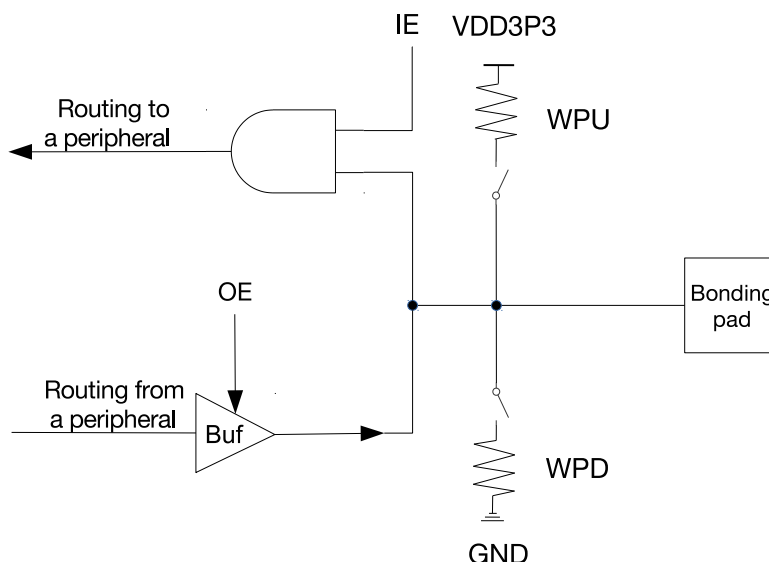 IE
VDD3P3
Routing to
a peripheral
WPU
OE
Bonding
pad
Routing from
a peripheral
Buf
WPD
GND